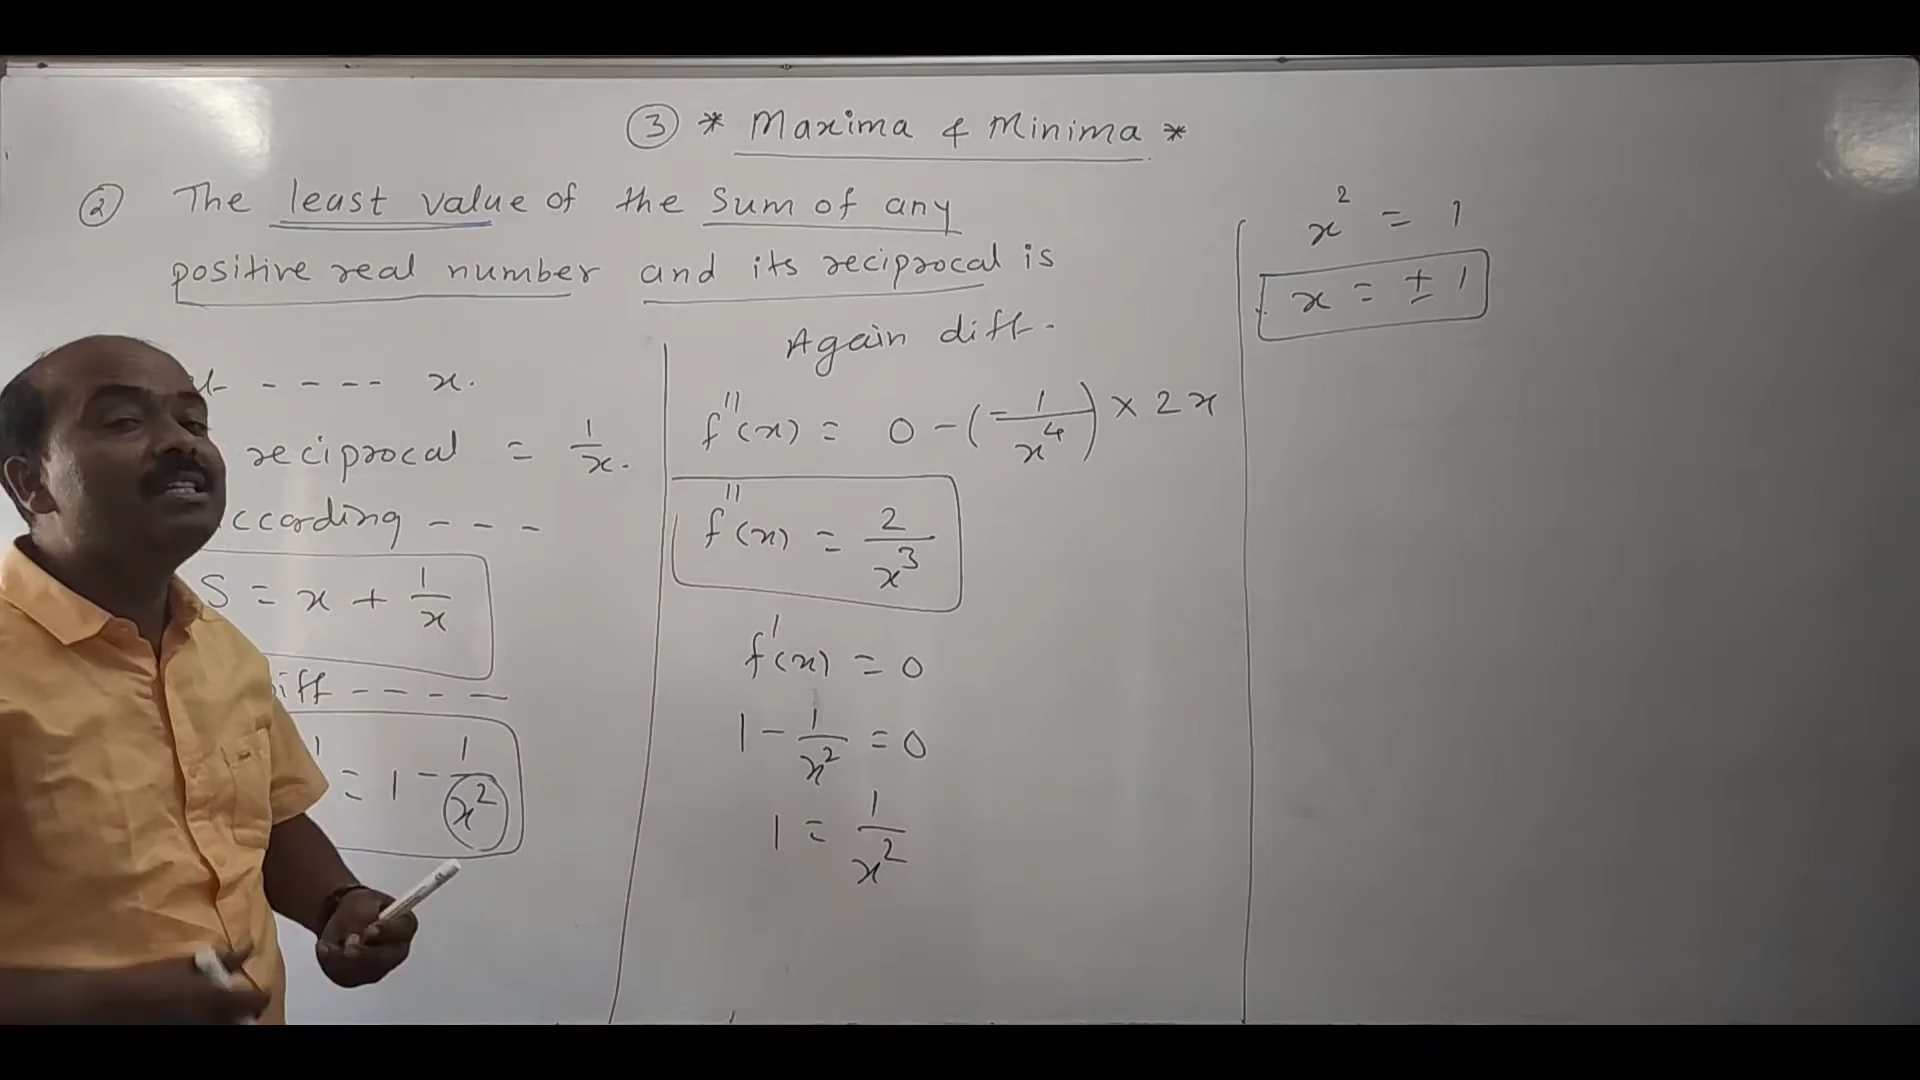 ③ * Maxima & Minima *
② The least value of the sum of any
positive real number and its reciprocal is
---- x.
reciprocal = 1/x.
ccording ---
S = x + 1/x
iff -----
= 1 - 1/x²
Again diff.
f''(x) = 0 - (-1/x⁴) × 2x
f''(x) = 2/x³
f'(x) = 0
1 - 1/x² = 0
1 = 1/x²
x² = 1
x = ± 1